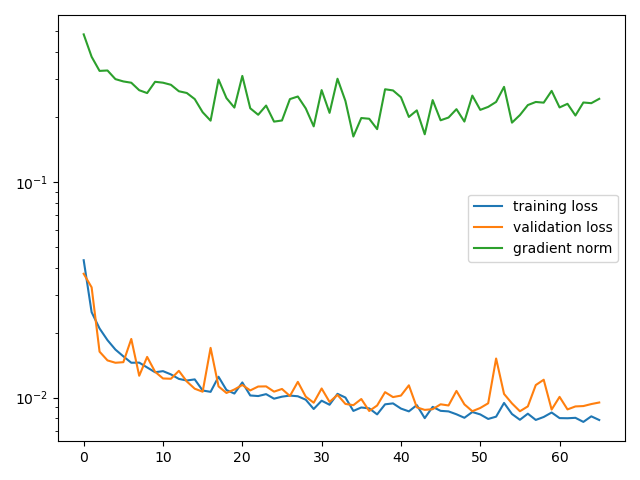 10⁻¹
10⁻²
training loss
validation loss
gradient norm
0 10 20 30 40 50 60